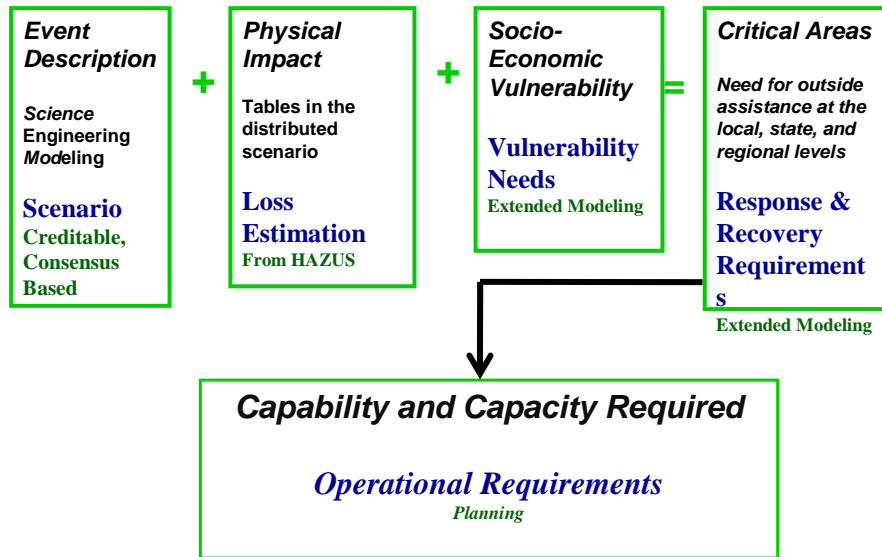 Event
Description
Science
Engineering
Modeling
Scenario
Creditable,
Consensus
Based
+
Physical
Impact
Tables in the
distributed
scenario
Loss
Estimation
From HAZUS
+
Socio-
Economic
Vulnerability
Vulnerability
Needs
Extended Modeling
=
Critical Areas
Need for outside
assistance at the
local, state, and
regional levels
Response &
Recovery
Requirement
s
Extended Modeling
Capability and Capacity Required
Operational Requirements
Planning